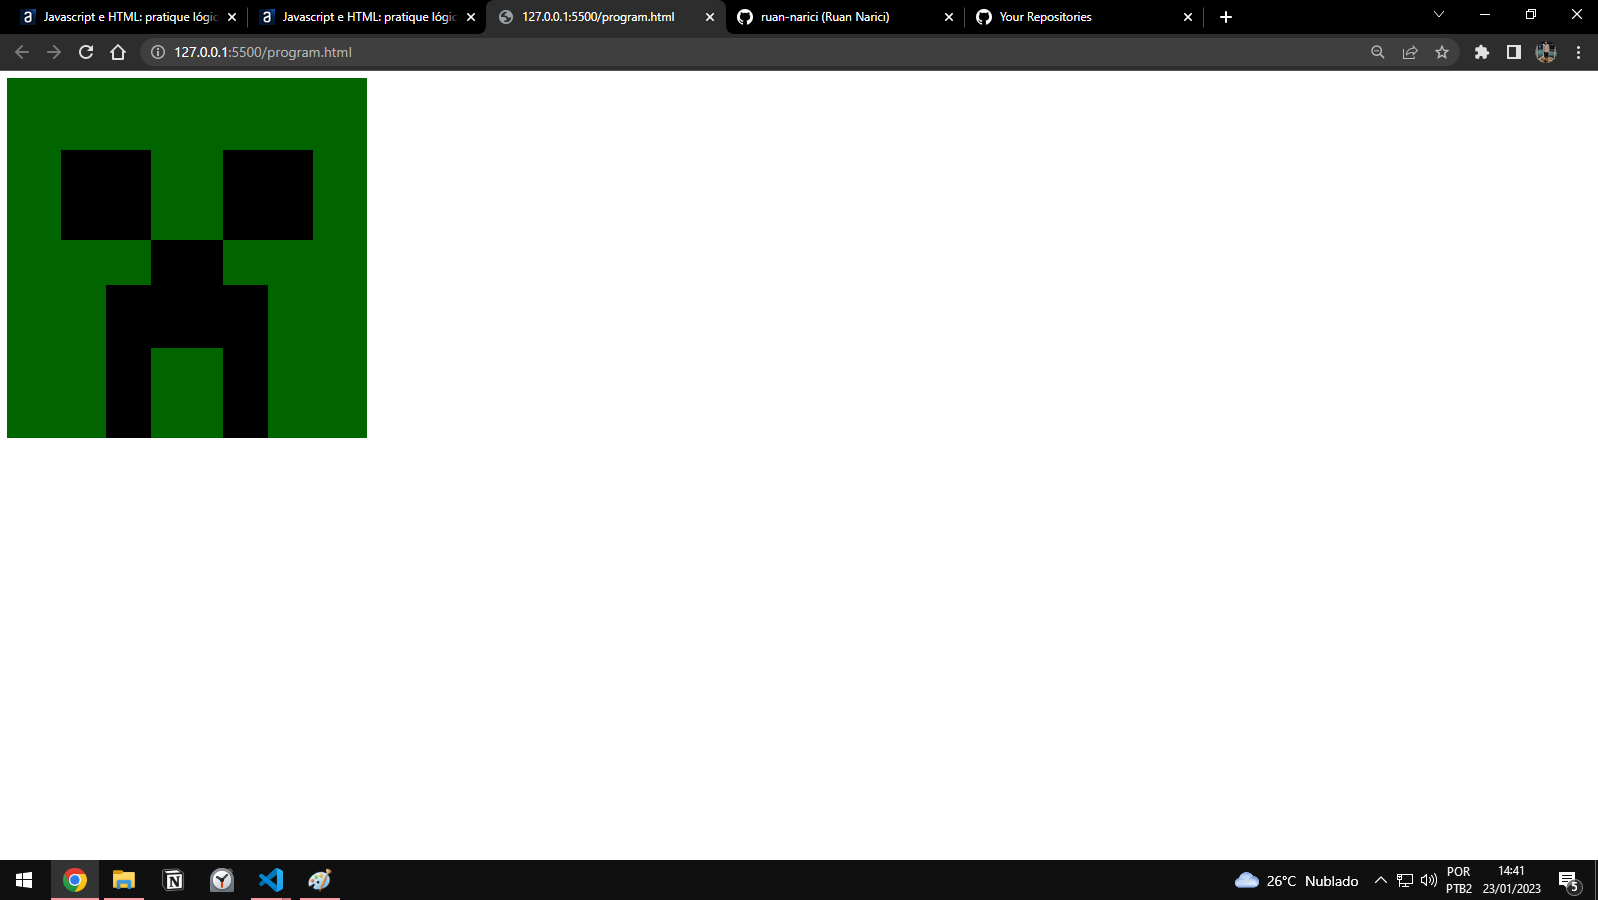 Javascript e HTML: pratique lógic
Javascript e HTML: pratique lógic
127.0.0.1:5500/program.html
ruan-narici (Ruan Narici)
Your Repositories
127.0.0.1:5500/program.html
26°C Nublado
POR
PTB2
14:41
23/01/2023
5